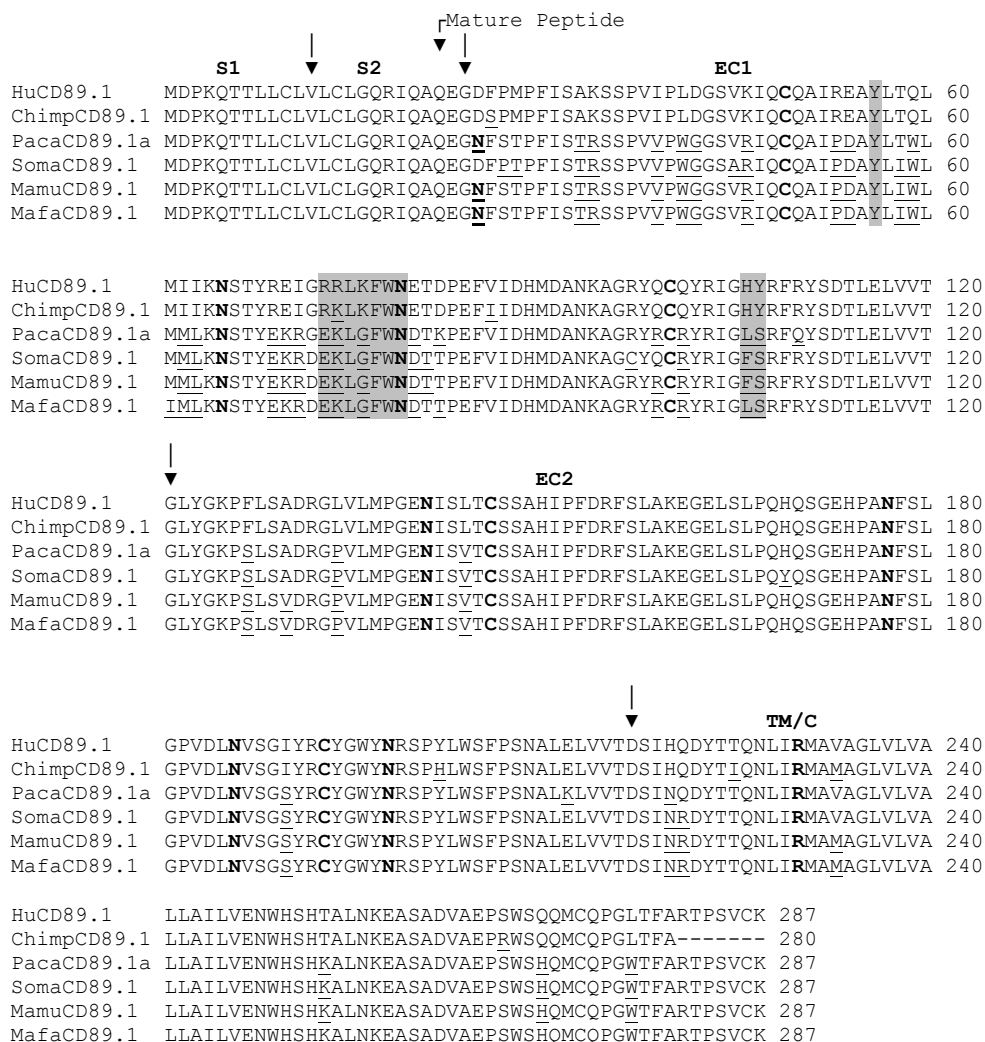 Mature Peptide
S1 S2 EC1
HuCD89.1 MDPKQTTLLCLVLCLGQRIQAQEGDFPMPFISAKSSPVIPLDGSVKIQCQAIREAYLTQL 60
ChimpCD89.1 MDPKQTTLLCLVLCLGQRIQAQEGDSPMPFISAKSSPVIPLDGSVKIQCQAIREAYLTQL 60
PacaCD89.1a MDPKQTTLLCLVLCLGQRIQAQEGNFSTPFISTRSSPVVPWGGSVRIQCQAIPDAYLTWL 60
SomaCD89.1 MDPKQTTLLCLVLCLGQRIQAQEGDFPTPFISTRSSPVVPWGGSARIQCQAIPDAYLIWL 60
MamuCD89.1 MDPKQTTLLCLVLCLGQRIQAQEGNFSTPFISTRSSPVVPWGGSVRIQCQAIPDAYLIWL 60
MafaCD89.1 MDPKQTTLLCLVLCLGQRIQAQEGNFSTPFISTRSSPVVPWGGSVRIQCQAIPDAYLIWL 60
HuCD89.1 MIIKNSTYREIGRRLKFWNETDPEFVIDHMDANKAGRYQCQYRIGHYRFRYSDTLELVVT 120
ChimpCD89.1 MIIKNSTYREIGRKLKFWNETDPEFIIDHMDANKAGRYQCQYRIGHYRFRYSDTLELVVT 120
PacaCD89.1a MMLKNSTYEKRGEKLGFWNDTKPEFVIDHMDANKAGRYRCRYRIGLSRFQYSDTLELVVT 120
SomaCD89.1 MMLKNSTYEKRDEKLGFWNDTTPEFVIDHMDANKAGCYQCRYRIGFSRFRYSDTLELVVT 120
MamuCD89.1 MMLKNSTYEKRDEKLGFWNDTTPEFVIDHMDANKAGRYRCRYRIGFSRFRYSDTLELVVT 120
MafaCD89.1 IMLKNSTYEKRDEKLGFWNDTTPEFVIDHMDANKAGRYRCRYRIGLSRFRYSDTLELVVT 120
EC2
HuCD89.1 GLYGKPFLSADRGLVLMPGENISLTCSSAHIPFDRFSLAKEGELSLPQHQSGEHPANFSL 180
ChimpCD89.1 GLYGKPFLSADRGLVLMPGENISLTCSSAHIPFDRFSLAKEGELSLPQHQSGEHPANFSL 180
PacaCD89.1a GLYGKPSLSADRGPVLMPGENISVTCSSAHIPFDRFSLAKEGELSLPQHQSGEHPANFSL 180
SomaCD89.1 GLYGKPSLSADRGPVLMPGENISVTCSSAHIPFDRFSLAKEGELSLPQYQSGEHPANFSL 180
MamuCD89.1 GLYGKPSLSVDRGPVLMPGENISVTCSSAHIPFDRFSLAKEGELSLPQHQSGEHPANFSL 180
MafaCD89.1 GLYGKPSLSVDRGPVLMPGENISVTCSSAHIPFDRFSLAKEGELSLPQHQSGEHPANFSL 180
TM/C
HuCD89.1 GPVDLNVSGIYRCYGWYNRSPYLWSFPSNALELVVTDSIHQDYTTQNLIRMAVAGLVLVA 240
ChimpCD89.1 GPVDLNVSGIYRCYGWYNRSPHLWSFPSNALELVVTDSIHQDYTIQNLIRMAMAGLVLVA 240
PacaCD89.1a GPVDLNVSGSYRCYGWYNRSPYLWSFPSNALKLVVTDSINQDYTTQNLIRMAVAGLVLVA 240
SomaCD89.1 GPVDLNVSGSYRCYGWYNRSPYLWSFPSNALELVVTDSINRDYTTQNLIRMAVAGLVLVA 240
MamuCD89.1 GPVDLNVSGSYRCYGWYNRSPYLWSFPSNALELVVTDSINRDYTTQNLIRMAMAGLVLVA 240
MafaCD89.1 GPVDLNVSGSYRCYGWYNRSPYLWSFPSNALELVVTDSINRDYTTQNLIRMAMAGLVLVA 240
HuCD89.1 LLAILVENWHSHTALNKEASADVAEPSWSQQMCQPGLTFARTPSVCK 287
ChimpCD89.1 LLAILVENWHSHTALNKEASADVAEPRWSQQMCQPGLTFA------- 280
PacaCD89.1a LLAILVENWHSHKALNKEASADVAEPSWSHQMCQPGWTFARTPSVCK 287
SomaCD89.1 LLAILVENWHSHKALNKEASADVAEPSWSHQMCQPGWTFARTPSVCK 287
MamuCD89.1 LLAILVENWHSHKALNKEASADVAEPSWSHQMCQPGWTFARTPSVCK 287
MafaCD89.1 LLAILVENWHSHKALNKEASADVAEPSWSHQMCQPGWTFARTPSVCK 287